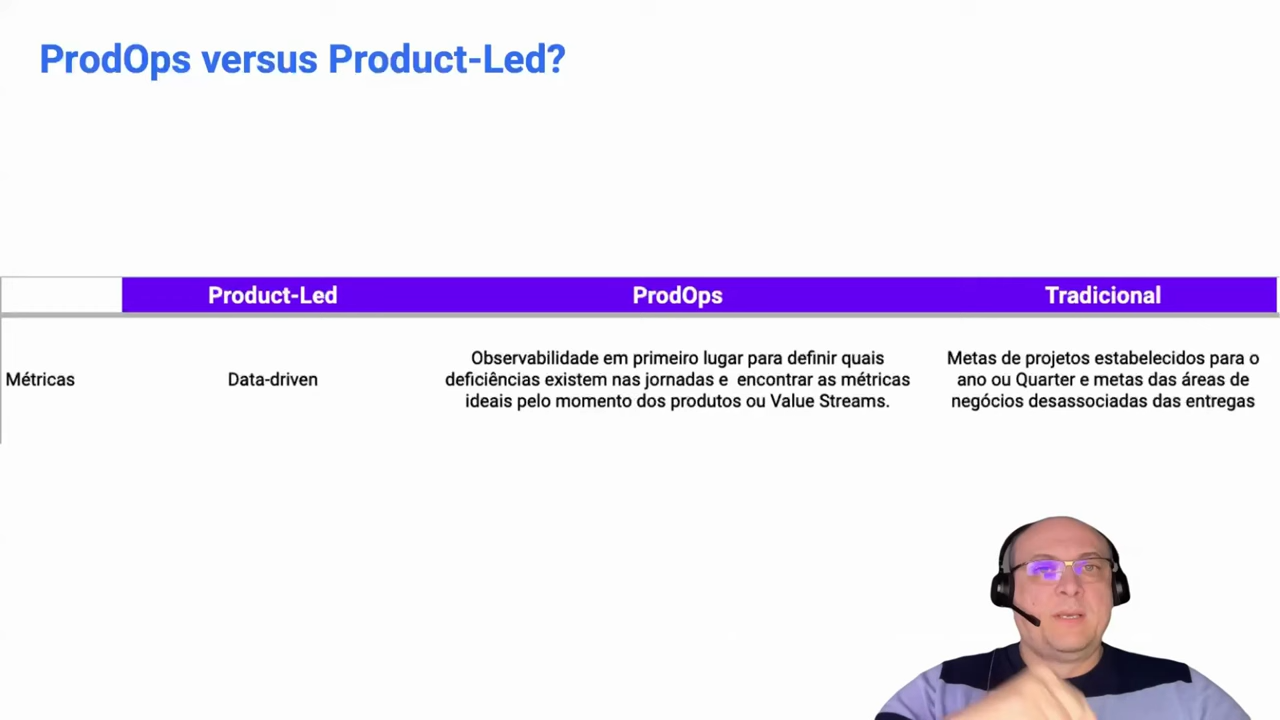 ProdOps versus Product-Led?
Product-Led
ProdOps
Tradicional
Métricas
Data-driven
Observabilidade em primeiro lugar para definir quais
deficiências existem nas jornadas e encontrar as métricas
ideais pelo momento dos produtos ou Value Streams.
Metas de projetos estabelecidos para o
ano ou Quarter e metas das áreas de
negócios desassociadas das entregas